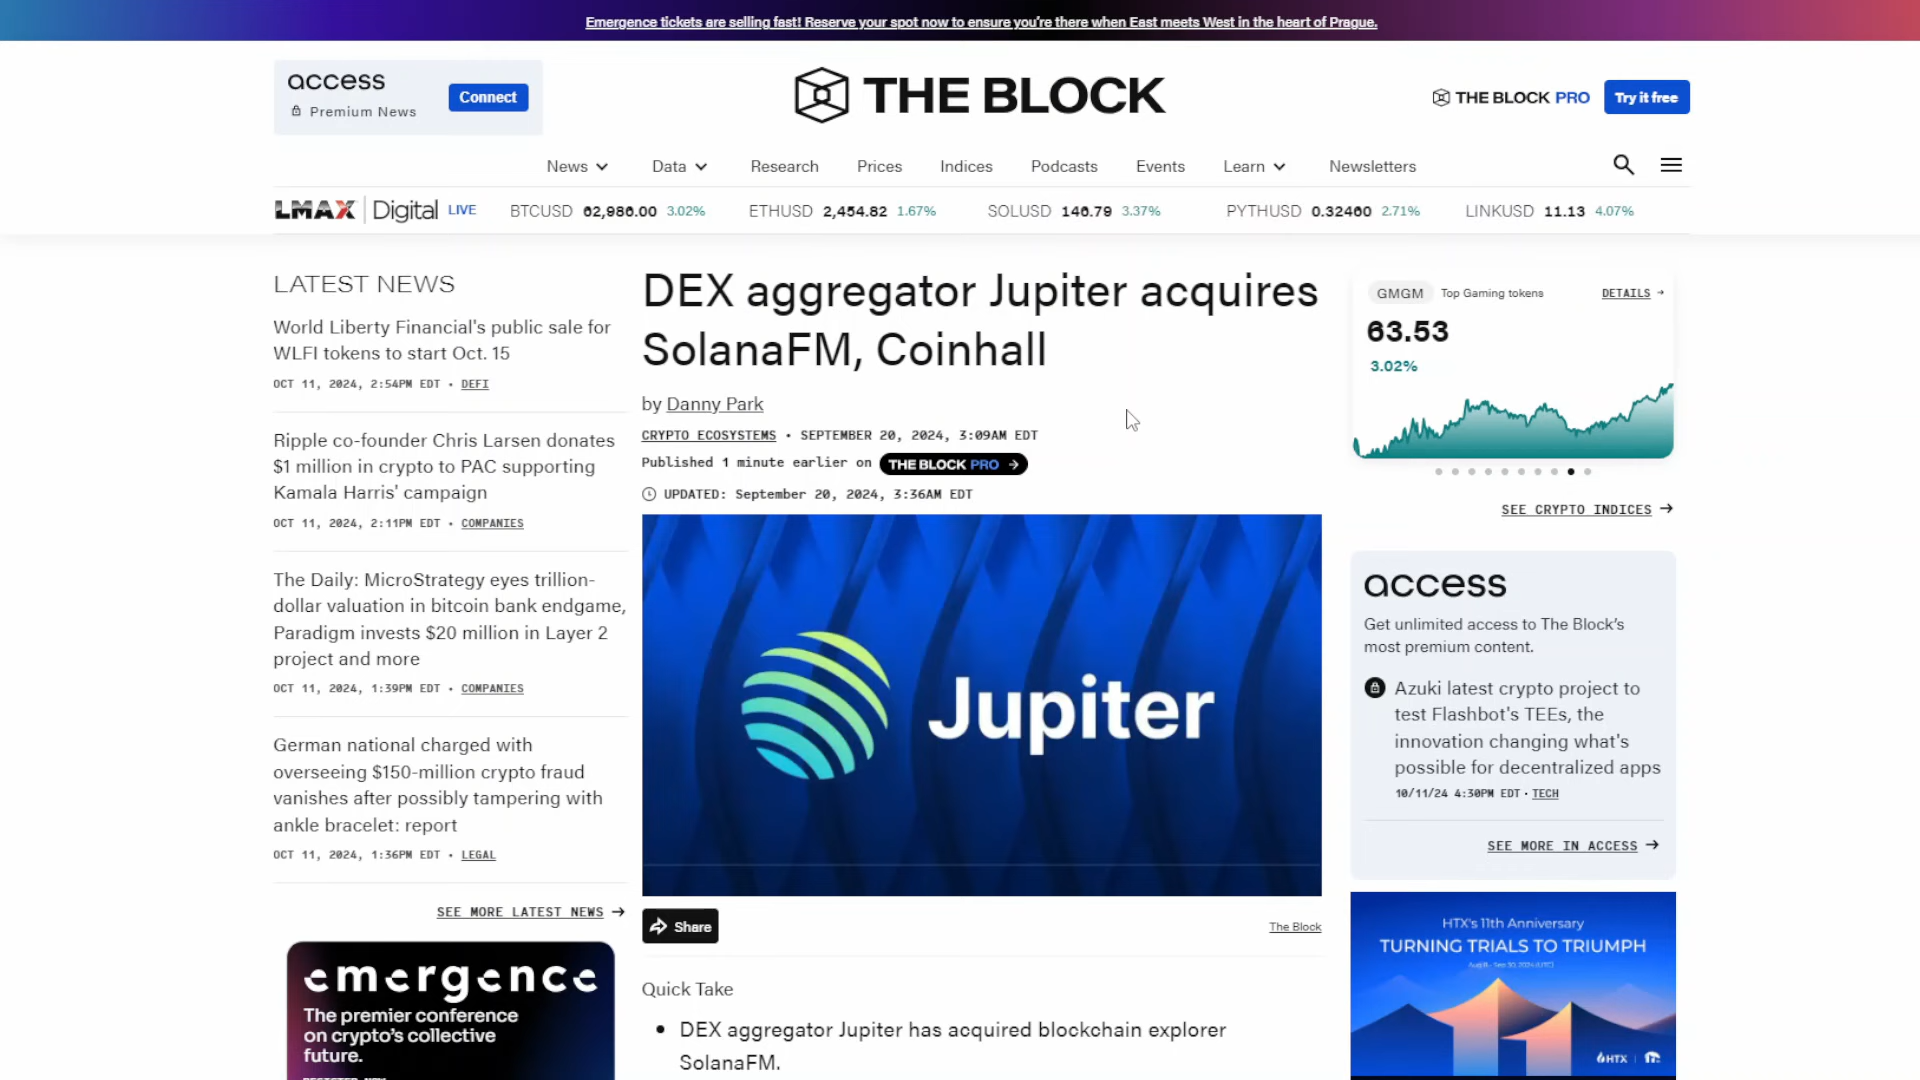 Emergence tickets are selling fast! Reserve your spot now to ensure you're there when East meets West in the heart of Prague.
access
Premium News
Connect
THE BLOCK
THE BLOCK PRO
Try it free
News
Data
Research
Prices
Indices
Podcasts
Events
Learn
Newsletters
LMAX Digital LIVE
BTCUSD 62,986.00 3.02%
ETHUSD 2,454.82 1.67%
SOLUSD 146.79 3.37%
PYTHUSD 0.32460 2.71%
LINKUSD 11.13 4.07%
LATEST NEWS
World Liberty Financial's public sale for
WLFI tokens to start Oct. 15
OCT 11, 2024, 2:54PM EDT • DEFI
Ripple co-founder Chris Larsen donates
$1 million in crypto to PAC supporting
Kamala Harris' campaign
OCT 11, 2024, 2:11PM EDT • COMPANIES
The Daily: MicroStrategy eyes trillion-
dollar valuation in bitcoin bank endgame,
Paradigm invests $20 million in Layer 2
project and more
OCT 11, 2024, 1:39PM EDT • COMPANIES
German national charged with
overseeing $150-million crypto fraud
vanishes after possibly tampering with
ankle bracelet: report
OCT 11, 2024, 1:36PM EDT • LEGAL
SEE MORE LATEST NEWS →
emergence
The premier conference
on crypto's collective
future.
REGISTER NOW
DEX aggregator Jupiter acquires
SolanaFM, Coinhall
by Danny Park
CRYPTO ECOSYSTEMS • SEPTEMBER 20, 2024, 3:09AM EDT
Published 1 minute earlier on THE BLOCK PRO →
UPDATED: September 20, 2024, 3:36AM EDT
Jupiter
Share
The Block
Quick Take
• DEX aggregator Jupiter has acquired blockchain explorer
SolanaFM.
GMGM Top Gaming tokens DETAILS →
63.53
3.02%
SEE CRYPTO INDICES →
access
Get unlimited access to The Block's
most premium content.
Azuki latest crypto project to
test Flashbot's TEEs, the
innovation changing what's
possible for decentralized apps
10/11/24 4:30PM EDT • TECH
SEE MORE IN ACCESS →
HTX's 11th Anniversary
TURNING TRIALS TO TRIUMPH
HTX